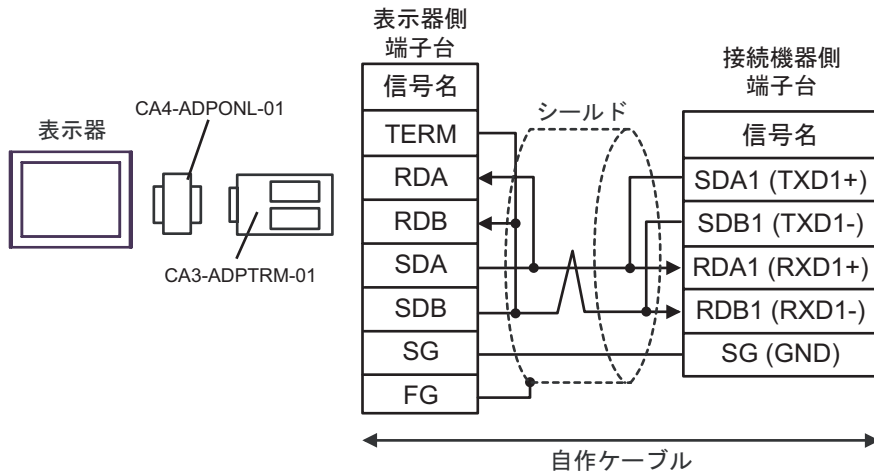 表示器
CA4-ADPONL-01
CA3-ADPTRM-01
表示器側
端子台
信号名
TERM
RDA
RDB
SDA
SDB
SG
FG
シールド
接続機器側
端子台
信号名
SDA1 (TXD1+)
SDB1 (TXD1-)
RDA1 (RXD1+)
RDB1 (RXD1-)
SG (GND)
自作ケーブル